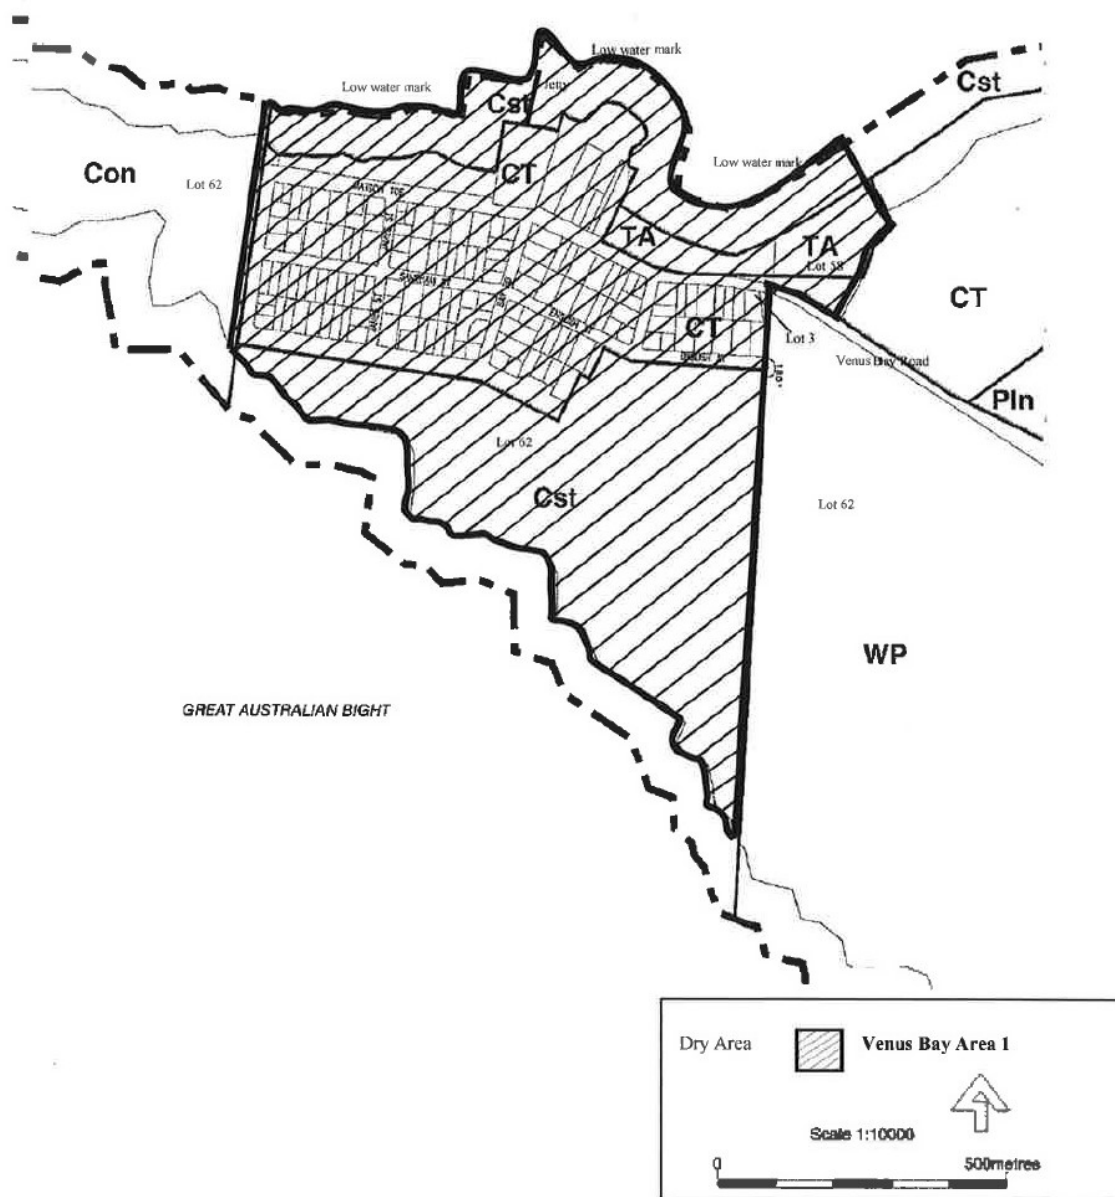 Low water mark
Low water mark
Cst
Jetty
Cst
Con
Lot 62
CT
Low water mark
TA
TA
Lot 58
CT
CT
Lot 3
Venus Bay Road
180°
Pln
Lot 62
Cst
Lot 62
WP
GREAT AUSTRALIAN BIGHT
Dry Area
Venus Bay Area 1
Scale 1:10000
0
500metres